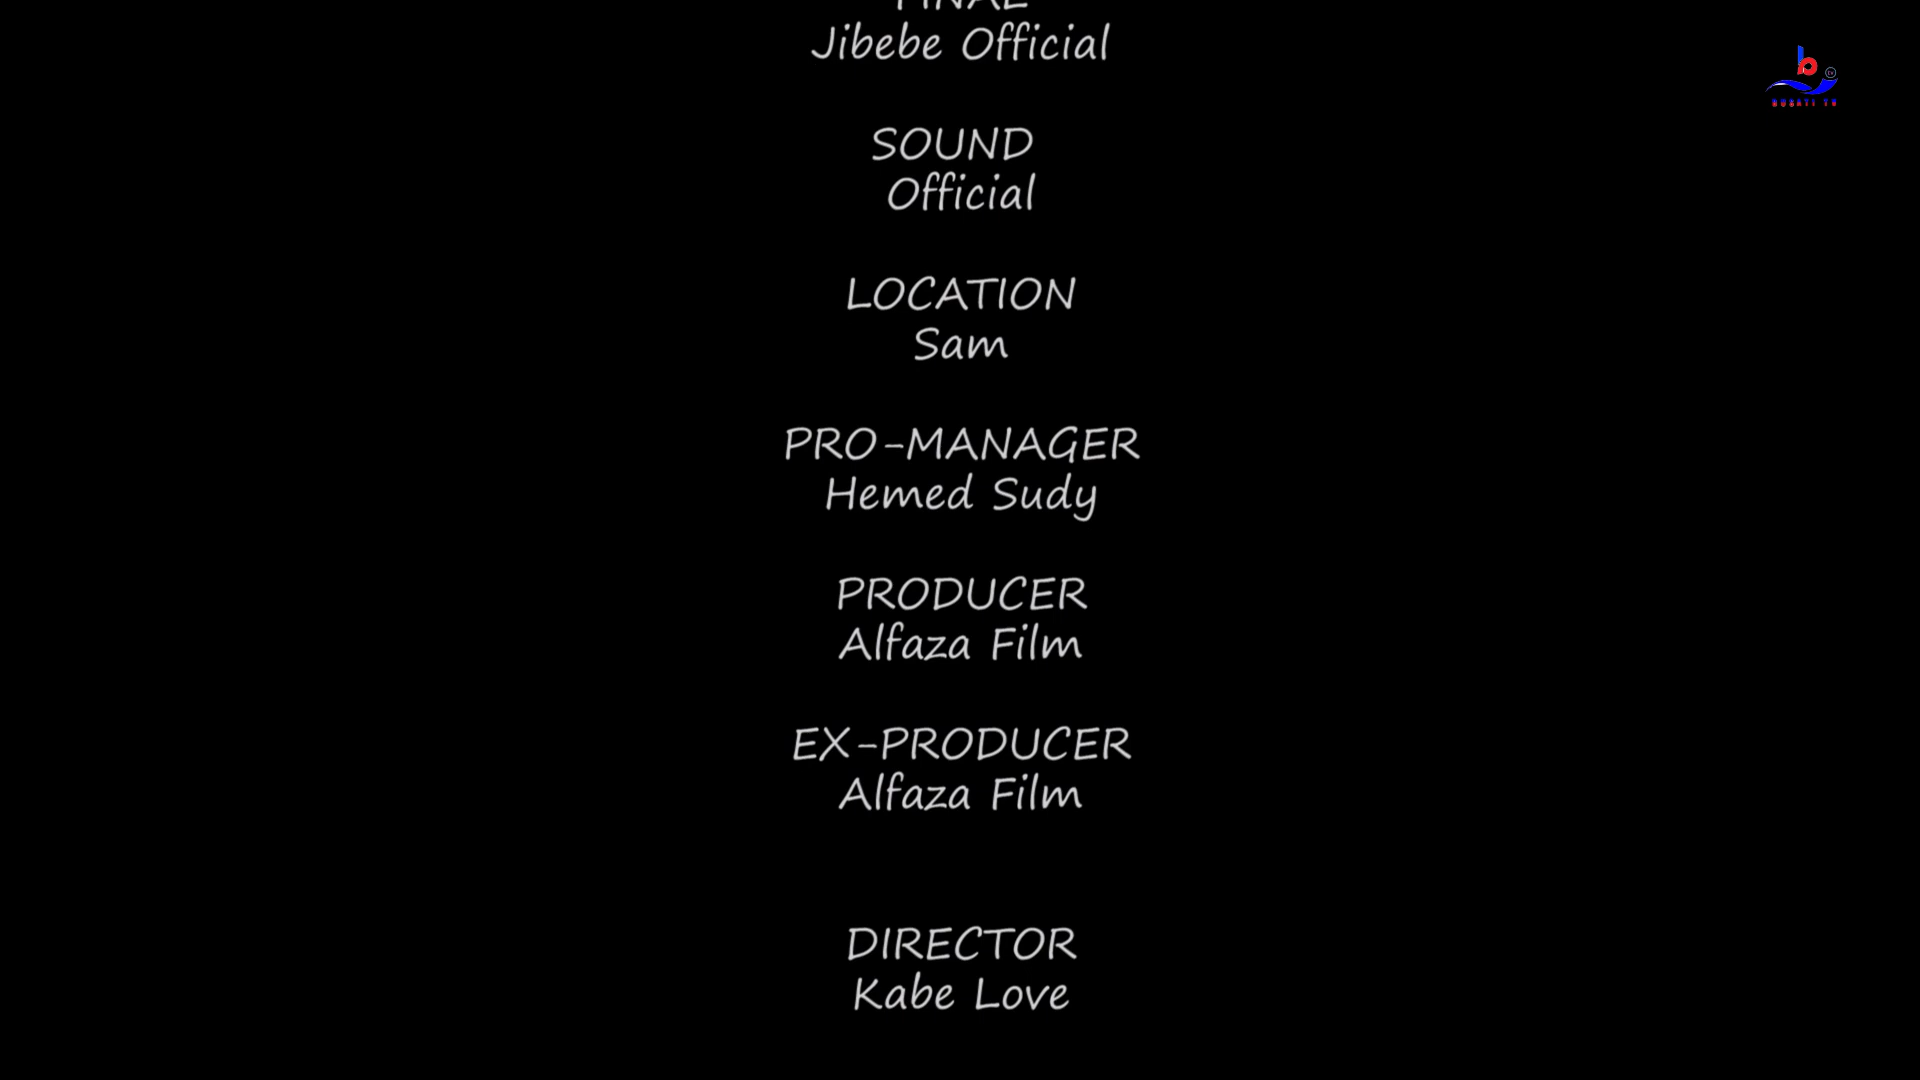 FINAL
Jibebe Official
SOUND
Official
LOCATION
Sam
PRO-MANAGER
Hemed Sudy
PRODUCER
Alfaza Film
EX-PRODUCER
Alfaza Film
DIRECTOR
Kabe Love